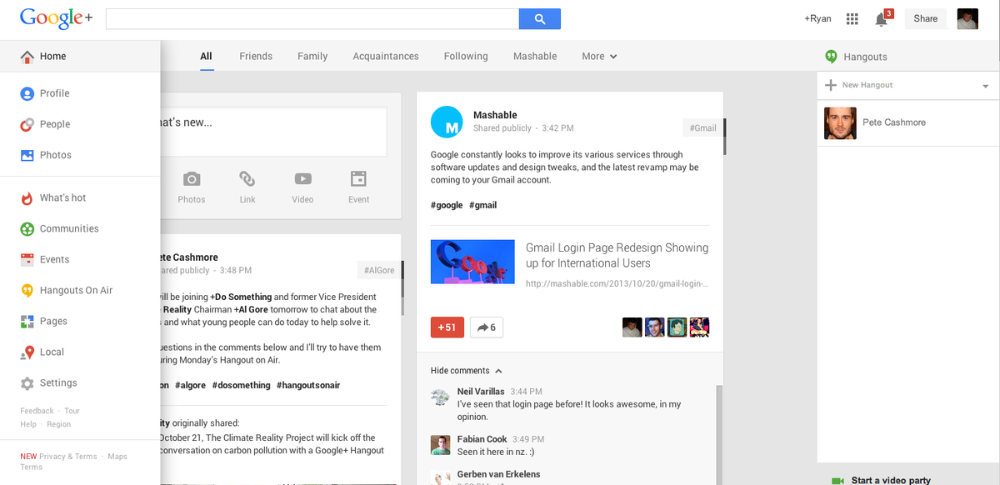 Google+
+Ryan
3
Share
Home
Profile
People
Photos
What's hot
Communities
Events
Hangouts On Air
Pages
Local
Settings
Feedback · Tour
Help · Region
NEW Privacy & Terms · Maps
Terms
All Friends Family Acquaintances Following Mashable More
at's new...
Photos Link Video Event
ete Cashmore
ared publicly - 3:48 PM
#AlGore
ill be joining +Do Something and former Vice President
Reality Chairman +Al Gore tomorrow to chat about the
and what young people can do today to help solve it.
uestions in the comments below and I'll try to have them
uring Monday's Hangout on Air.
on #algore #dosomething #hangoutsonair
ity originally shared:
October 21, The Climate Reality Project will kick off the
conversation on carbon pollution with a Google+ Hangout
M
Mashable
Shared publicly - 3:42 PM
#Gmail
Google constantly looks to improve its various services through
software updates and design tweaks, and the latest revamp may be
coming to your Gmail account.
#google #gmail
Gmail Login Page Redesign Showing
up for International Users
http://mashable.com/2013/10/20/gmail-login-...
+51
6
Hide comments
Neil Varillas 3:44 PM
I've seen that login page before! It looks awesome, in my
opinion.
Fabian Cook 3:49 PM
Seen it here in nz. :)
Gerben van Erkelens
Hangouts
New Hangout
Pete Cashmore
Start a video party